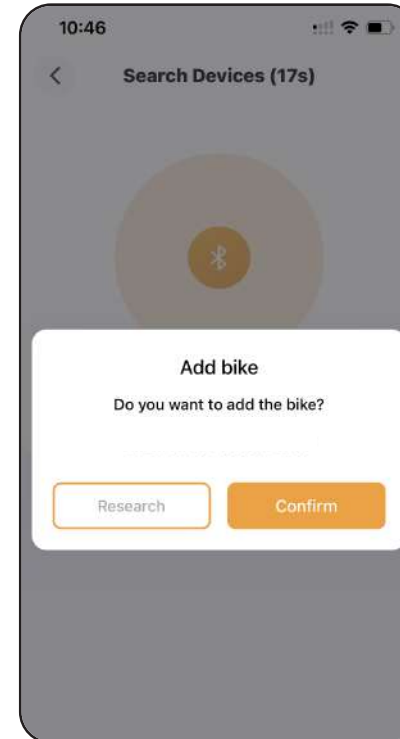 10:46
Search Devices (17s)
Add bike
Do you want to add the bike?
Research
Confirm